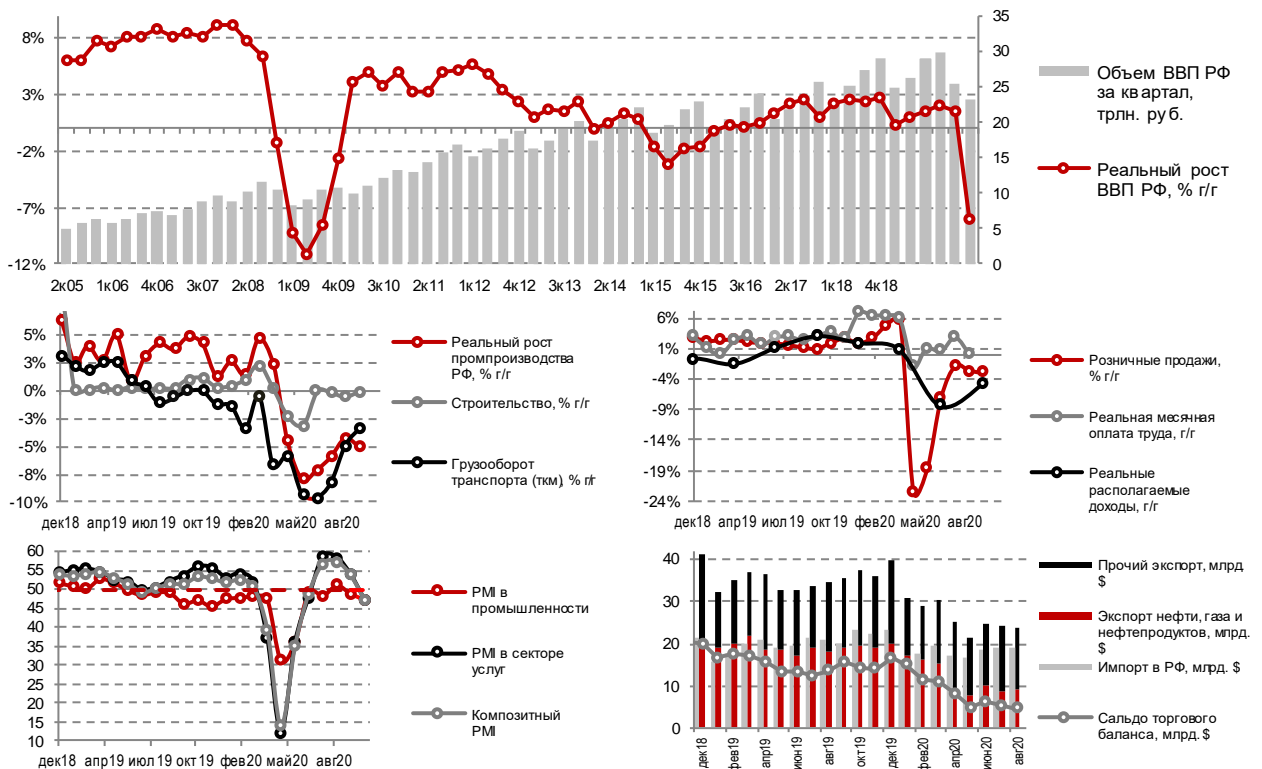 8%
3%
-2%
-7%
-12%
35
30
25
20
15
10
5
0
2к05 1к06 4к06 3к07 2к08 1к09 4к09 3к10 2к11 1к12 4к12 3к13 2к14 1к15 4к15 3к16 2к17 1к18 4к18
Объем ВВП РФ
за квартал,
трлн. руб.
Реальный рост
ВВП РФ, % г/г
5%
3%
0%
-3%
-5%
-8%
-10%
дек18 апр19 июл 19 окт 19 фев20 май20 авг20
Реальный рост
промпроизводства
РФ, % г/г
Строительство, % г/г
Грузооборот
транспорта (ткм), % г/г
6%
1%
-4%
-9%
-14%
-19%
-24%
дек18 апр19 июл 19 окт 19 фев20 май20 авг20
Розничные продажи,
% г/г
Реальная месячная
оплата труда, г/г
Реальные
располагаемые
доходы, г/г
60
55
50
45
40
35
30
25
20
15
10
дек18 апр19 июл 19 окт 19 фев20 май20 авг20
PMI в
промышленности
PMI в секторе
услуг
Композитный
PMI
40
30
20
10
0
дек18 фев19 апр19 июн19 авг19 окт19 дек19 фев20 апр20 июн20 авг20
Прочий экспорт, млрд.
$
Экспорт нефти, газа и
нефтепродуктов, млрд.
$
Импорт в РФ, млрд. $
Сальдо торгового
баланса, млрд. $